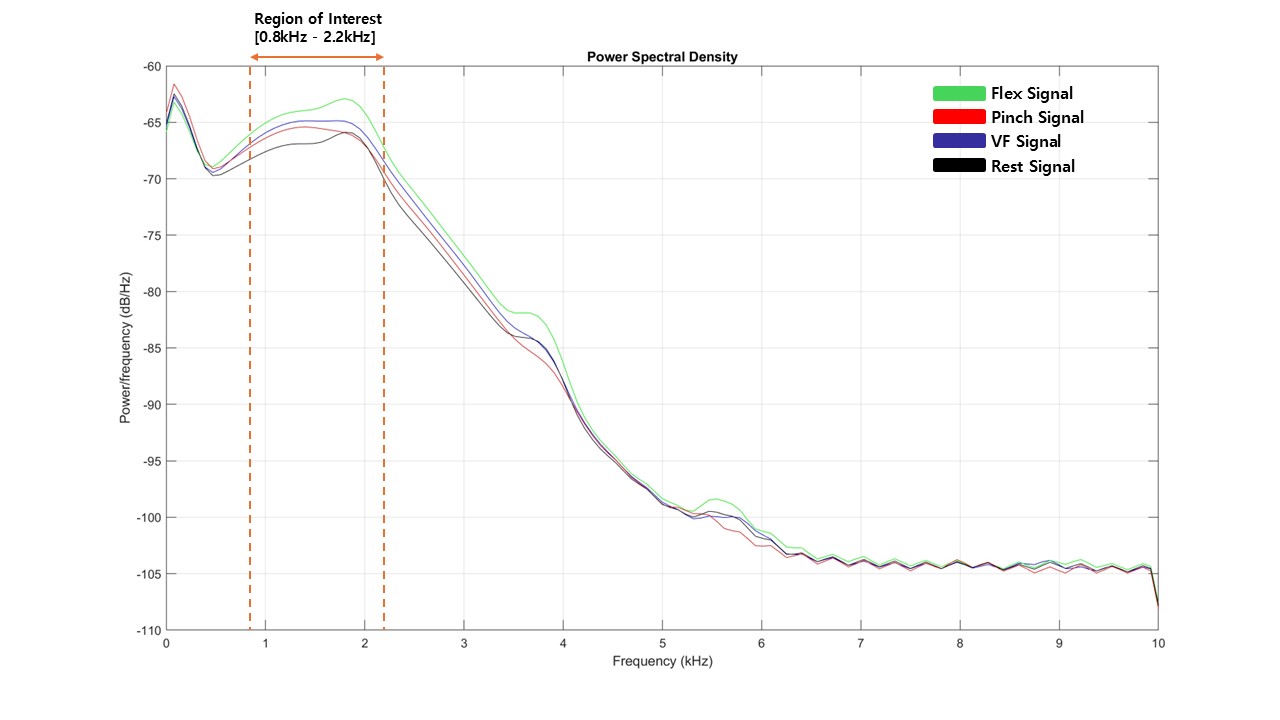 Region of Interest
[0.8kHz - 2.2kHz]
Power Spectral Density
Flex Signal
Pinch Signal
VF Signal
Rest Signal
Power/frequency (dB/Hz)
-60
-65
-70
-75
-80
-85
-90
-95
-100
-105
-110
0 1 2 3 4 5 6 7 8 9 10
Frequency (kHz)